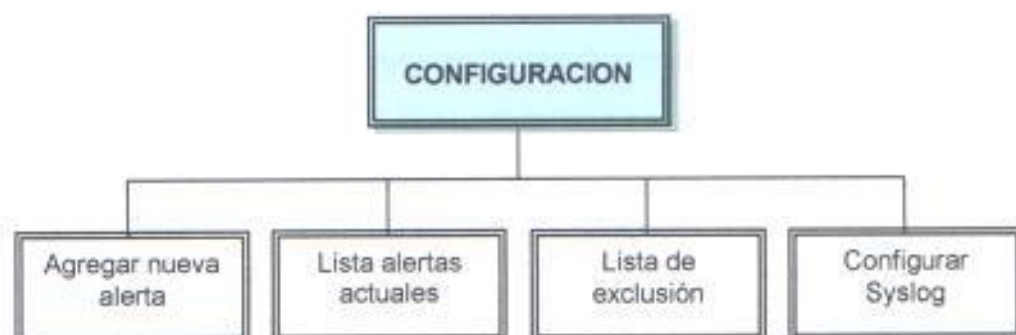 CONFIGURACION
Agregar nueva
alerta
Lista alertas
actuales
Lista de
exclusión
Configurar
Syslog